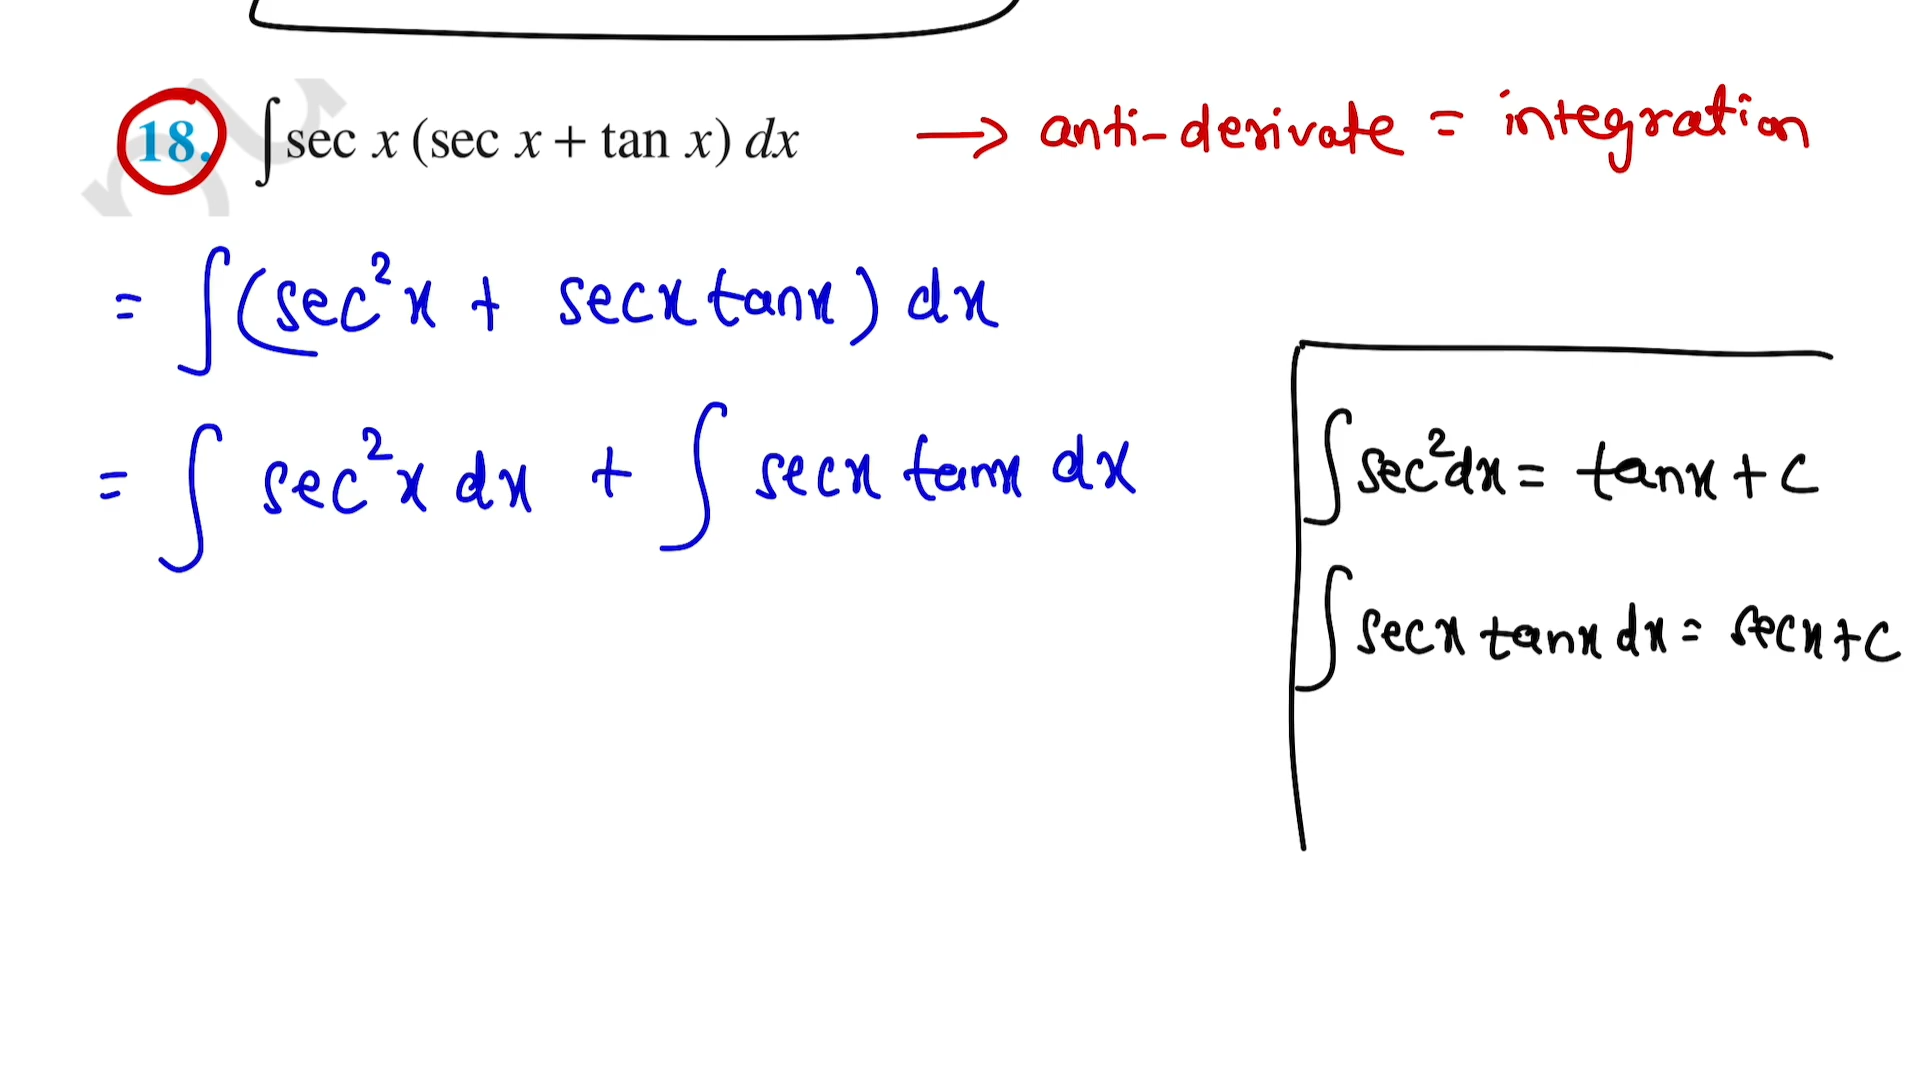 18. ∫ sec x (sec x + tan x) dx → anti-derivate = integration
= ∫ (sec²x + secx tanx) dx
= ∫ sec²x dx + ∫ secx tanx dx
∫ sec²dx = tanx + c
∫ secx tanx dx = secx + c